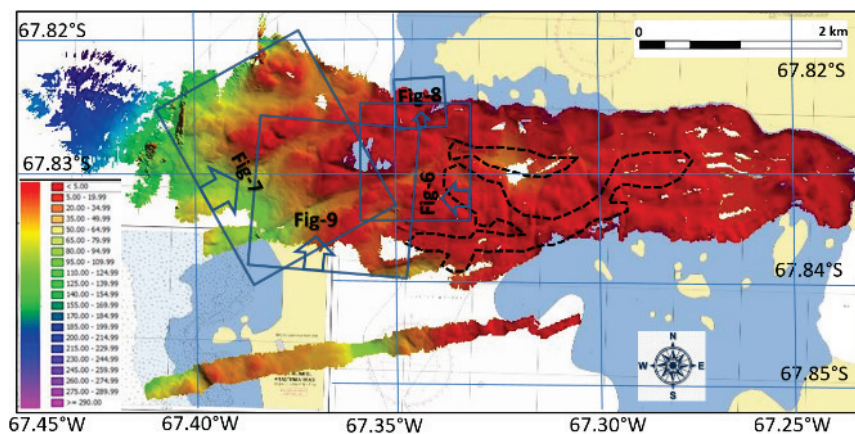 67.82°S
0 2 km
67.82°S
Fig-8
67.83°S
Fig-7
Fig-6
Fig-9
< 5.00
5.00 - 19.99
20.00 - 34.99
35.00 - 49.99
50.00 - 64.99
65.00 - 79.99
80.00 - 94.99
95.00 - 109.99
110.00 - 124.99
125.00 - 139.99
140.00 - 154.99
155.00 - 169.99
170.00 - 184.99
185.00 - 199.99
200.00 - 214.99
215.00 - 229.99
230.00 - 244.99
245.00 - 259.99
260.00 - 274.99
275.00 - 289.99
>= 290.00
67.84°S
N
W E
S
67.85°S
67.45°W 67.40°W 67.35°W 67.30°W 67.25°W